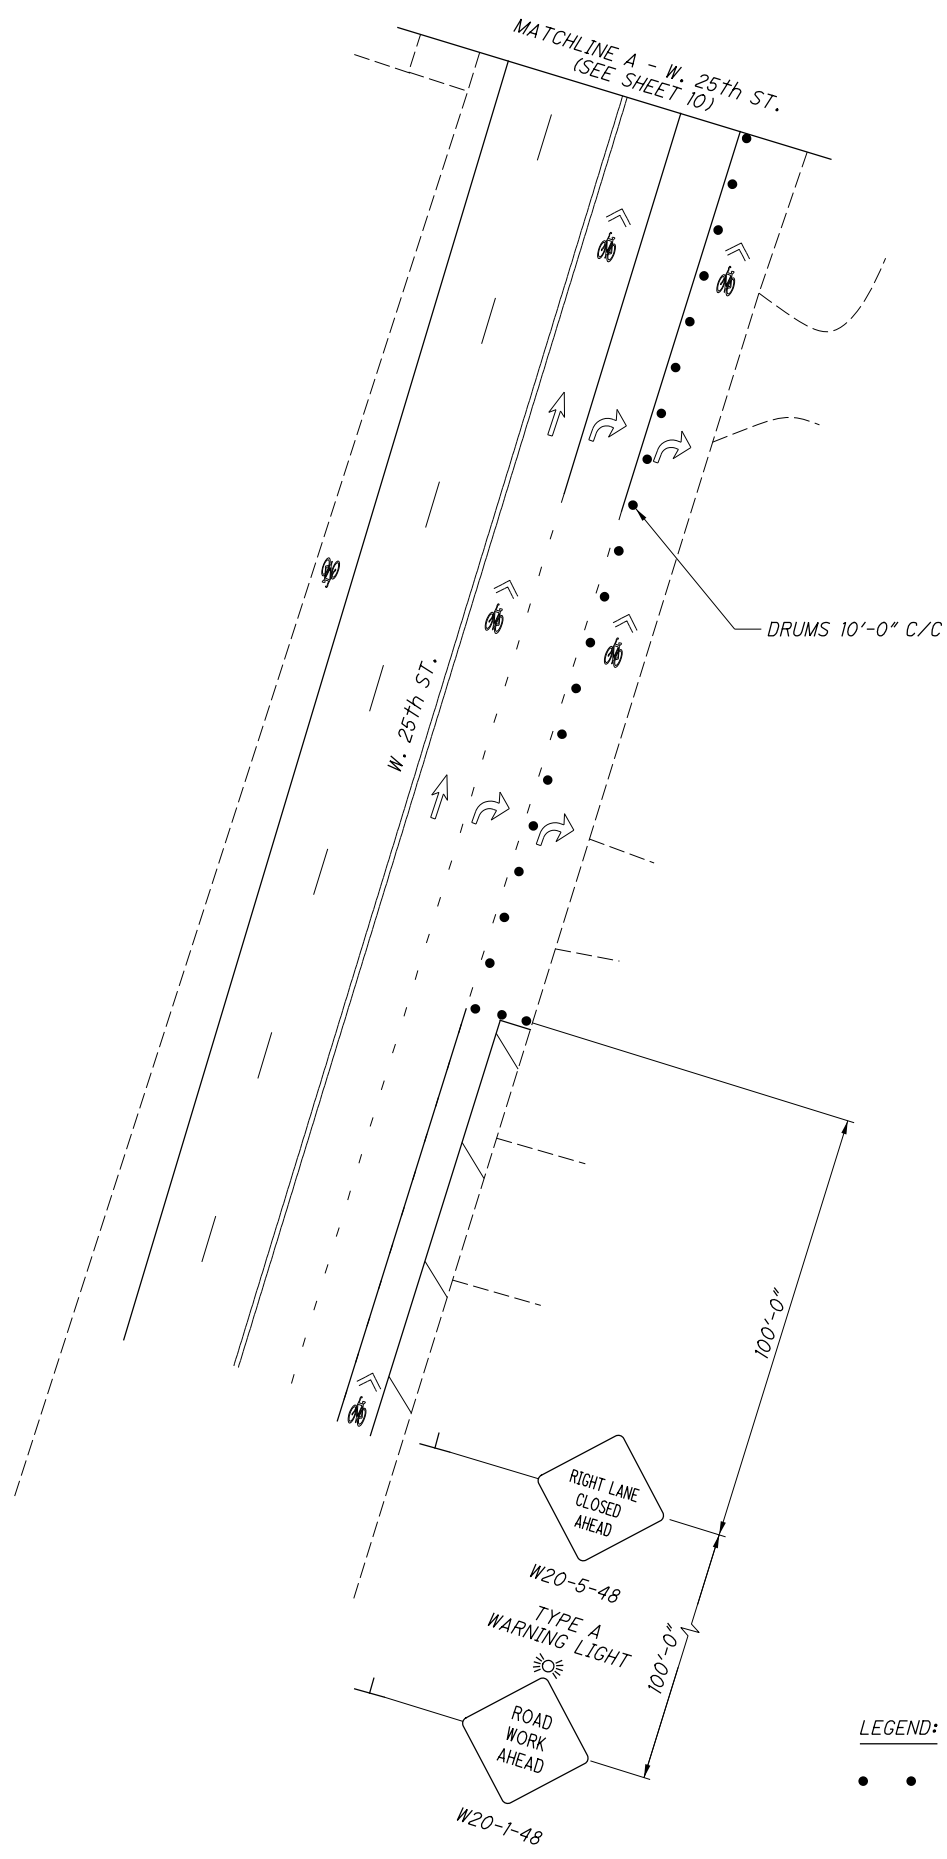 MATCHLINE A - W. 25th ST.
(SEE SHEET 10)
DRUMS 10'-0" C/C
W. 25th ST.
100'-0"
RIGHT LANE
CLOSED
AHEAD
W20-5-48
TYPE A
WARNING LIGHT
100'-0"
ROAD
WORK
AHEAD
W20-1-48
LEGEND: